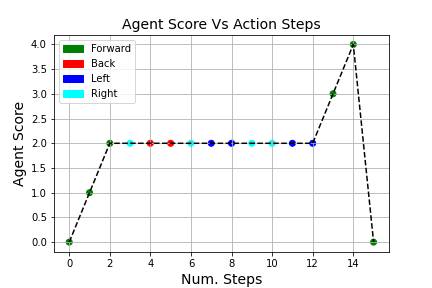 Agent Score Vs Action Steps
4.0
3.5
3.0
2.5
2.0
1.5
1.0
0.5
0.0
Agent Score
Forward
Back
Left
Right
0 2 4 6 8 10 12 14
Num. Steps